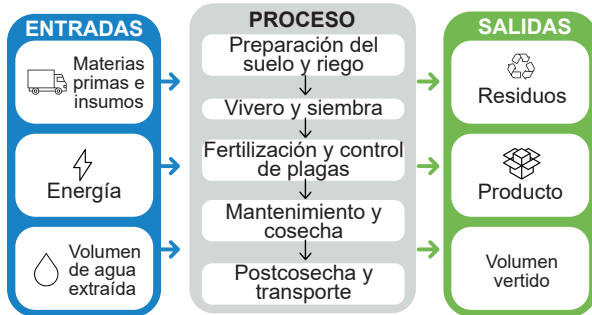 ENTRADAS
Materias
primas e
insumos
Energía
Volumen
de agua
extraída
PROCESO
Preparación del
suelo y riego
Vivero y siembra
Fertilización y control
de plagas
Mantenimiento y
cosecha
Postcosecha y
transporte
SALIDAS
Residuos
Producto
Volumen
vertido